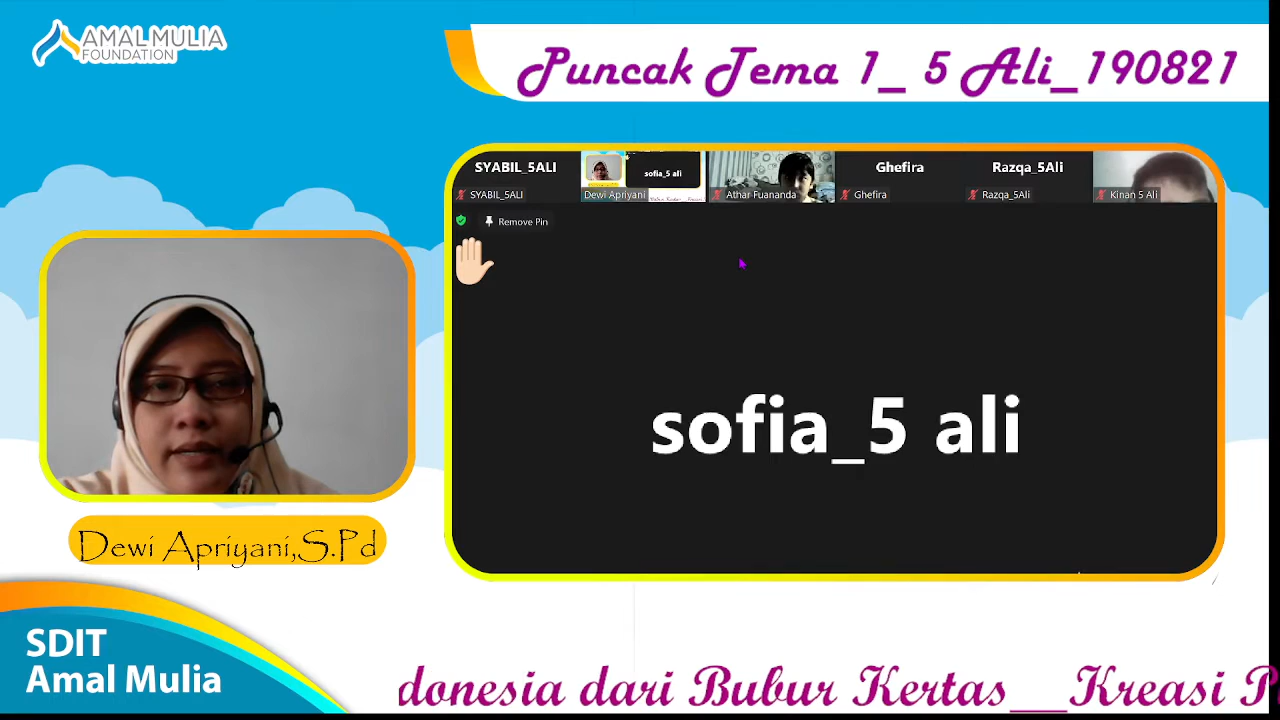 AMAL MULIA
FOUNDATION
Puncak Tema 1_ 5 Ali_190821
SYABIL_5ALI
sofia_5 ali
Ghefira
Razqa_5Ali
SYABIL_5ALI
Dewi Apriyani
Athar Fuananda
Ghefira
Razqa_5Ali
Kinan 5 Ali
Remove Pin
sofia_5 ali
Dewi Apriyani,S.Pd
SDIT
Amal Mulia
donesia dari Bubur Kertas__Kreasi P